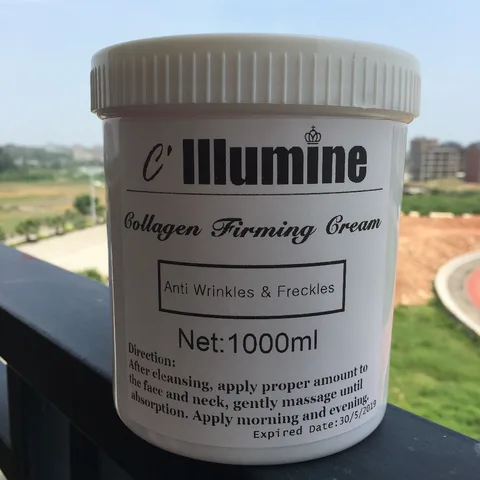 C' Illumine
Collagen Firming Cream
Anti Wrinkles & Freckles
Net:1000ml
Direction:
After cleansing, apply proper amount to
the face and neck, gently massage until
absorption. Apply morning and evening.
Expired Date:30/5/2019